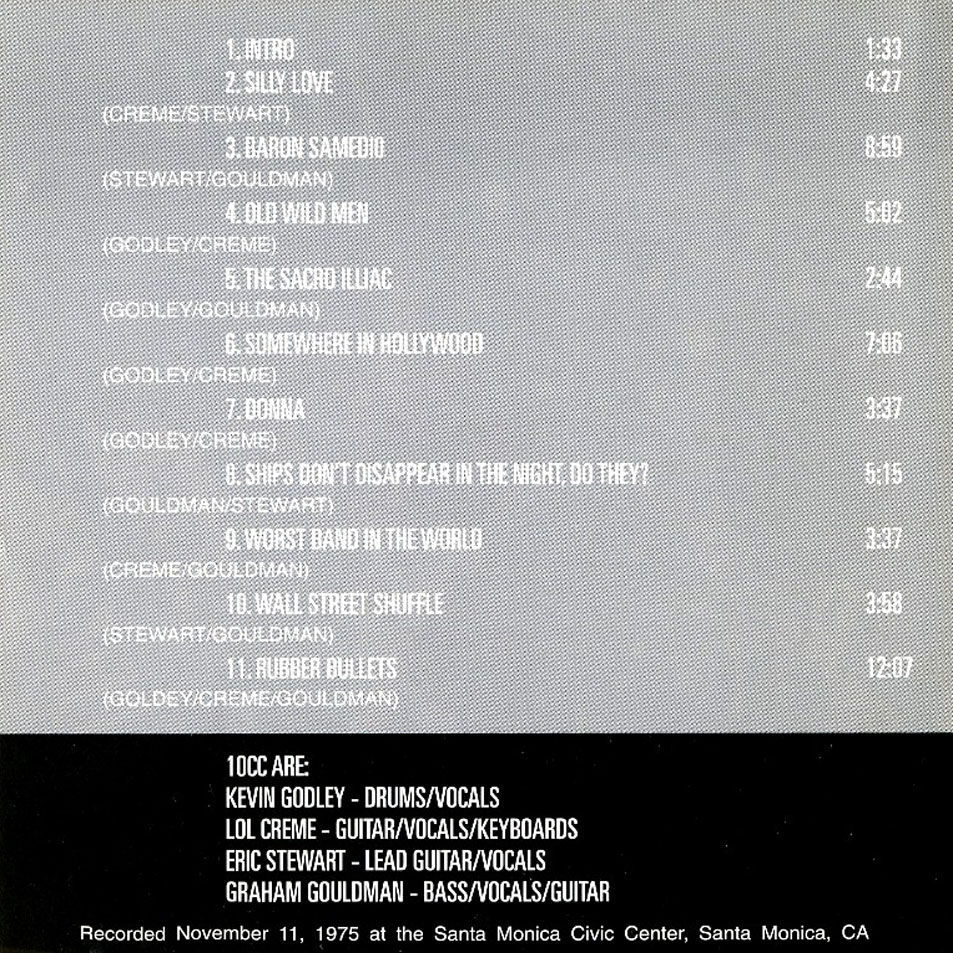 1. INTRO 1:33
2. SILLY LOVE 4:27
(CREME/STEWART)
3. BARON SAMEDIO 8:59
(STEWART/GOULDMAN)
4. OLD WILD MEN 5:02
(GODLEY/CREME)
5. THE SACRO ILLIAC 2:44
(GODLEY/GOULDMAN)
6. SOMEWHERE IN HOLLYWOOD 7:06
(GODLEY/CREME)
7. DONNA 3:37
(GODLEY/CREME)
8. SHIPS DON'T DISAPPEAR IN THE NIGHT, DO THEY? 5:15
(GOULDMAN/STEWART)
9. WORST BAND IN THE WORLD 3:37
(CREME/GOULDMAN)
10. WALL STREET SHUFFLE 3:58
(STEWART/GOULDMAN)
11. RUBBER BULLETS 12:07
(GOLDEY/CREME/GOULDMAN)
10CC ARE:
KEVIN GODLEY - DRUMS/VOCALS
LOL CREME - GUITAR/VOCALS/KEYBOARDS
ERIC STEWART - LEAD GUITAR/VOCALS
GRAHAM GOULDMAN - BASS/VOCALS/GUITAR
Recorded November 11, 1975 at the Santa Monica Civic Center, Santa Monica, CA